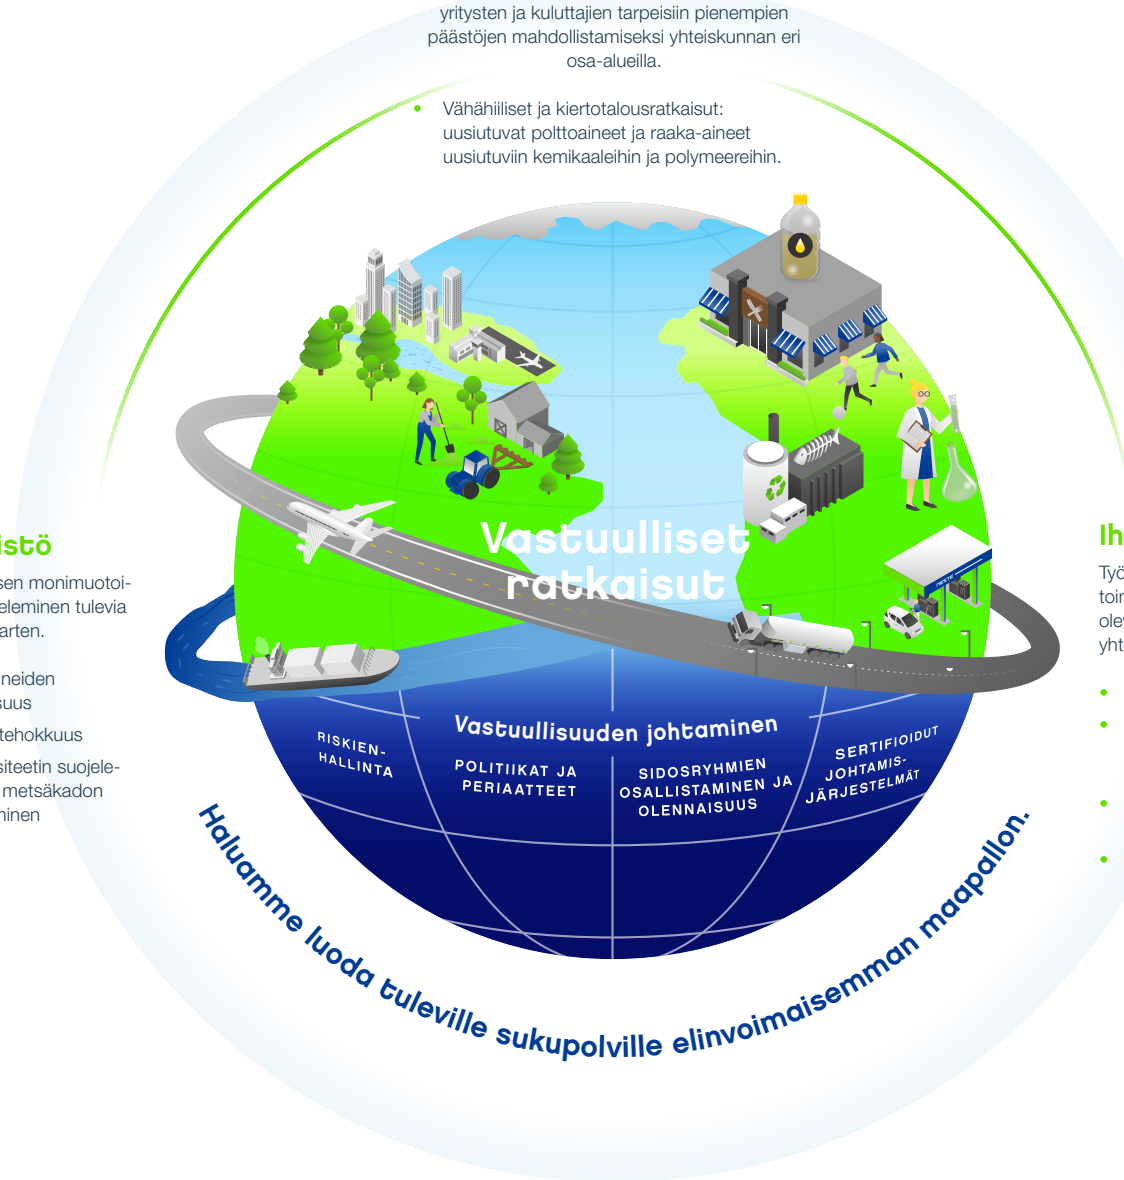 yritysten ja kuluttajien tarpeisiin pienempien
päästöjen mahdollistamiseksi yhteiskunnan eri
osa-alueilla.
• Vähähiiliset ja kiertotalousratkaisut:
uusiutuvat polttoaineet ja raaka-aineet
uusiutuviin kemikaaleihin ja polymeereihin.
Vastuulliset
ratkaisut
NESTE
istö
sen monimuotoi-
eleminen tulevia
arten.
neiden
suus
tehokkuus
siteetin suojele-
metsäkadon
minen
Ih
Työ
toin
olev
yht
Vastuullisuuden johtaminen
RISKIEN-
HALLINTA
POLITIIKAT JA
PERIAATTEET
SIDOSRYHMIEN
OSALLISTAMINEN JA
OLENNAISUUS
SERTIFIOIDUT
JOHTAMIS-
JÄRJESTELMÄT
Haluamme luoda tuleville sukupolville elinvoimaisemman maapallon.